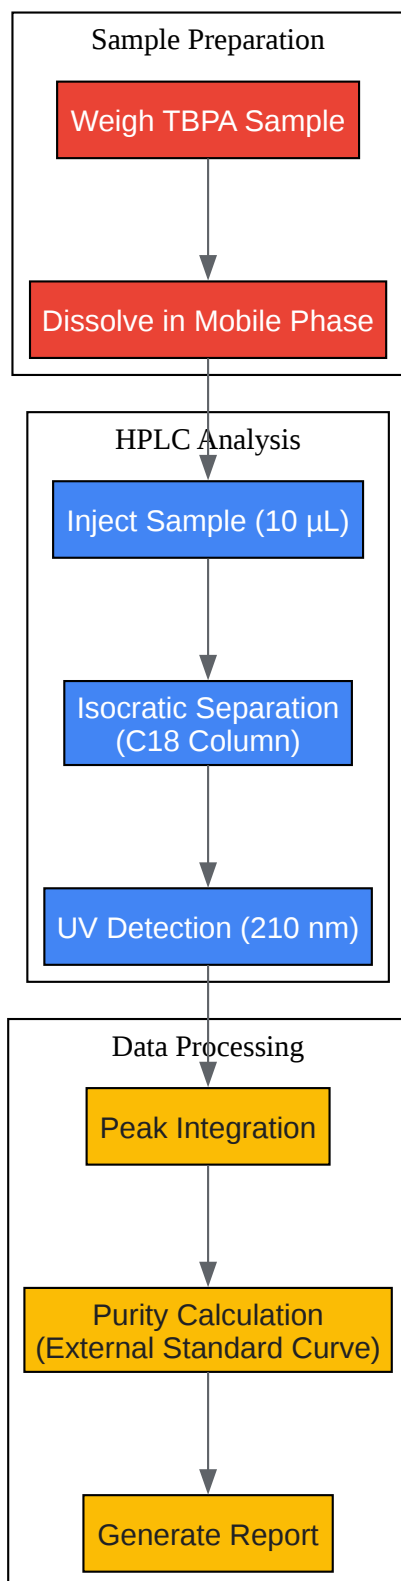 Sample Preparation
Weigh TBPA Sample
Dissolve in Mobile Phase
HPLC Analysis
Inject Sample (10 µL)
Isocratic Separation
(C18 Column)
UV Detection (210 nm)
Data Processing
Peak Integration
Purity Calculation
(External Standard Curve)
Generate Report